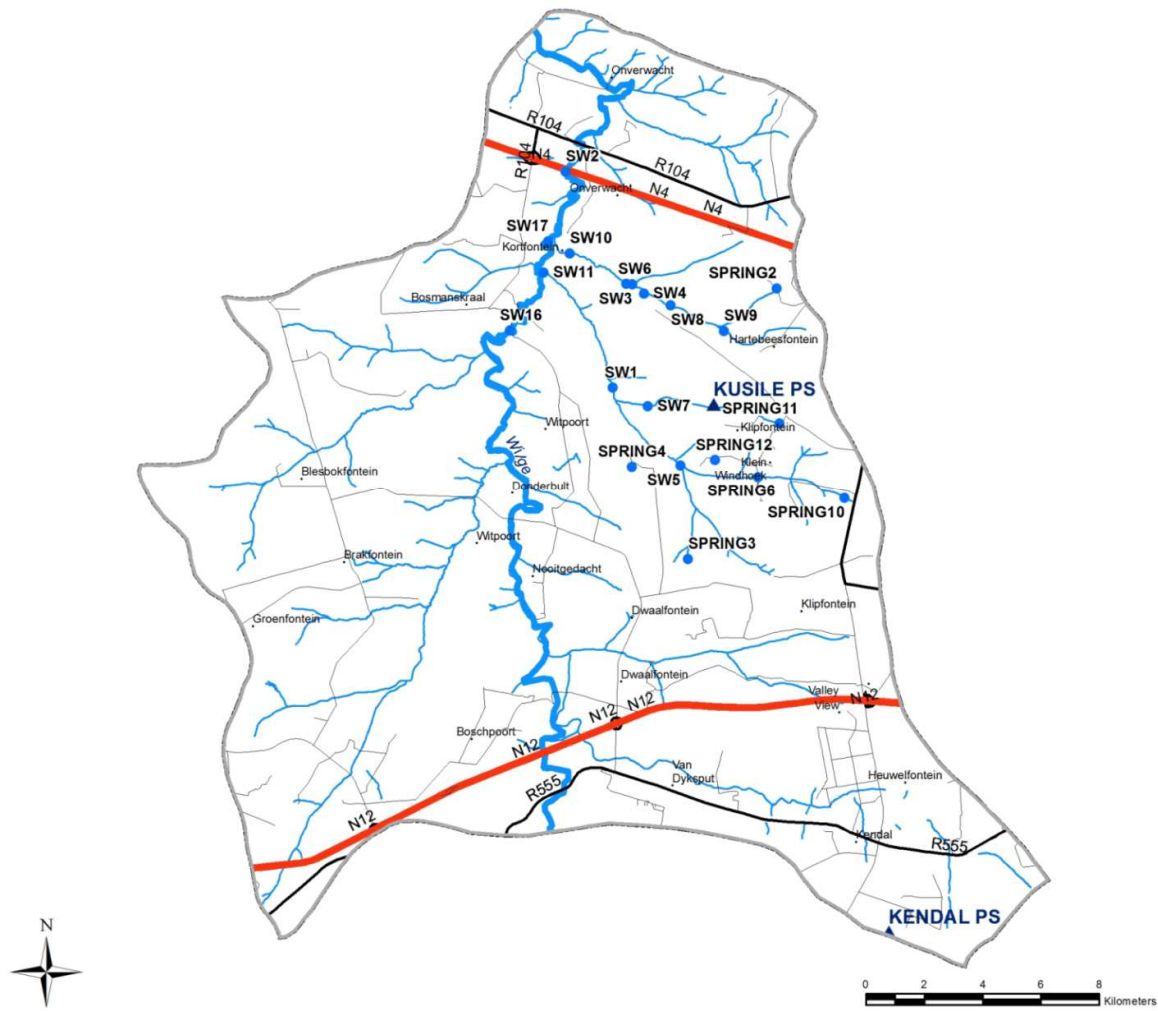 Onverwacht
R104
R104
N4
SW2
R104
Onverwacht
N4
N4
SW17
SW10
Kortfontein
SW11
SW6
SPRING2
Bosmanskraal
SW3
SW4
SW16
SW8
SW9
Hartebeesfontein
SW1
KUSILE PS
SW7
SPRING11
Witpoort
Klipfontein
Wilge
SPRING4
SPRING12
Klein
Blesbokfontein
SW5
Windhoek
Donderbult
SPRING6
SPRING10
Witpoort
SPRING3
Brakfontein
Nooitgedacht
Klipfontein
Dwaalfontein
Groenfontein
Dwaalfontein
Valley
View
N12
N12
N12
Boschpoort
N12
Van
Dyksput
Heuwelfontein
R555
N12
Kendal
R555
KENDAL PS
N
0 2 4 6 8
Kilometers